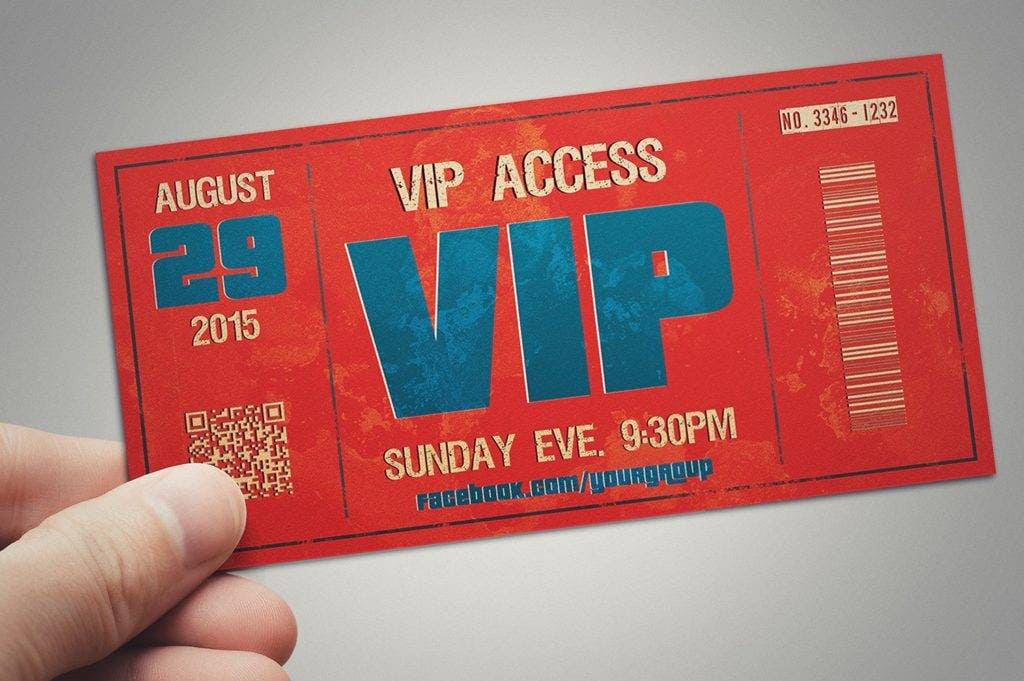 AUGUST
29
2015
VIP ACCESS
VIP
SUNDAY EVE. 9:30PM
facebook.com/yourgroup
NO. 3346-1232